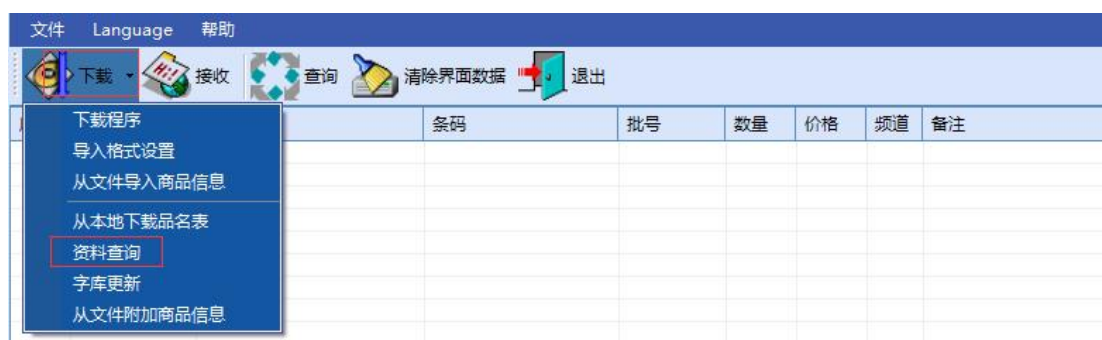 文件 Language 帮助
下载 接收 查询 清除界面数据 退出
条码 批号 数量 价格 频道 备注
下载程序
导入格式设置
从文件导入商品信息
从本地下载品名表
资料查询
字库更新
从文件附加商品信息